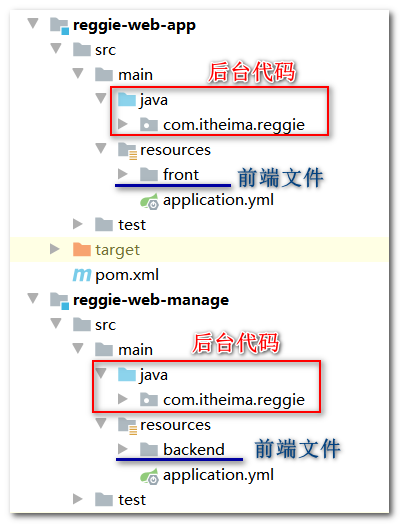 reggie-web-app
src
main
后台代码
java
com.itheima.reggie
resources
front 前端文件
application.yml
test
target
m pom.xml
reggie-web-manage
src
main 后台代码
java
com.itheima.reggie
resources
backend 前端文件
application.yml
test